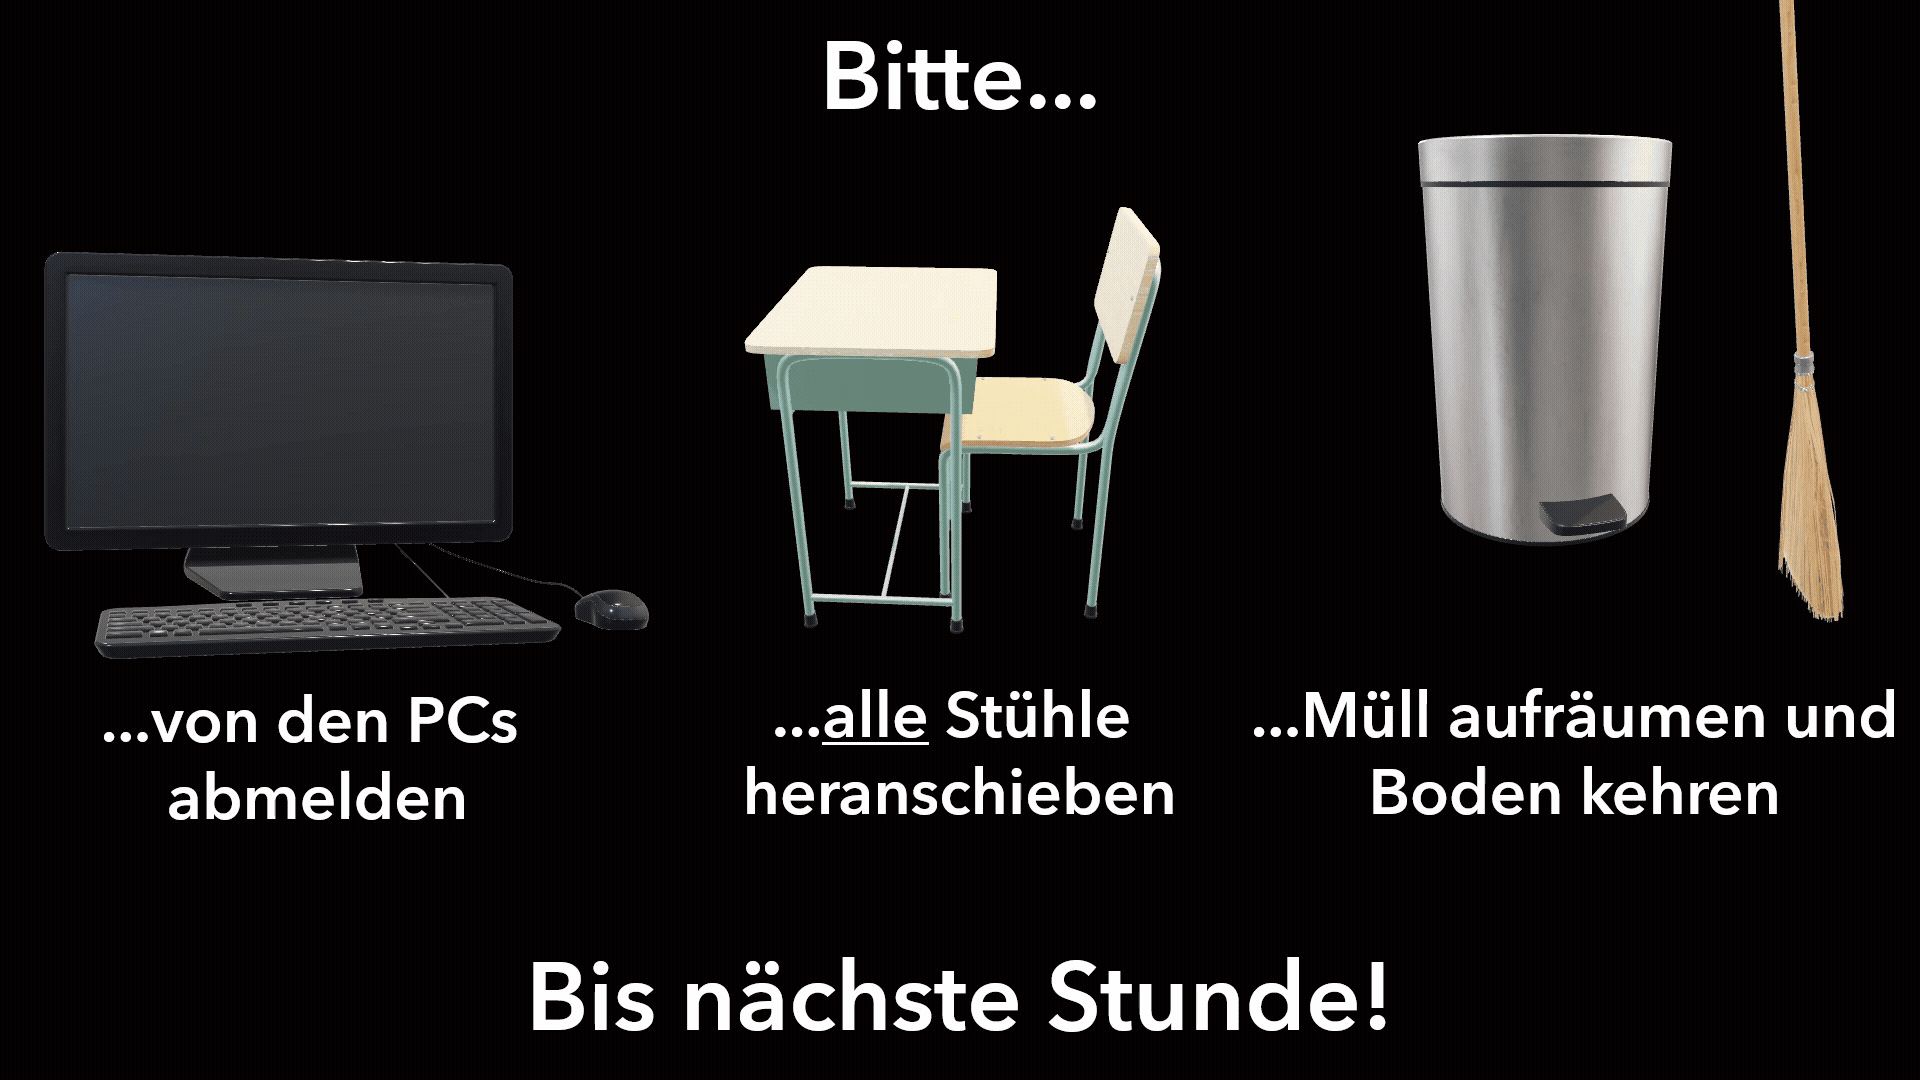 Bitte...
...von den PCs
abmelden
...alle Stühle
heranschieben
...Müll aufräumen und
Boden kehren
Bis nächste Stunde!